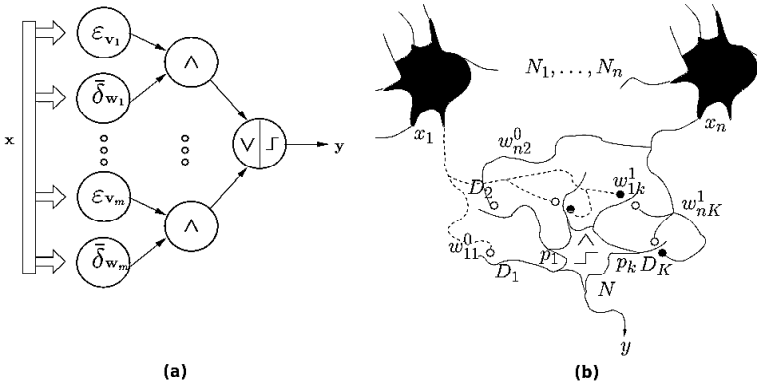 x
ε_{v_1}
δ̄_{w_1}
ε_{v_m}
δ̄_{w_m}
∧
∧
∨
y
(a)
N_1, . . . , N_n
x_1
x_n
w^0_{n2}
D_2
w^1_{1k}
w^1_{nK}
w^0_{11}
D_1
p_1
∧
p_k
D_K
N
y
(b)